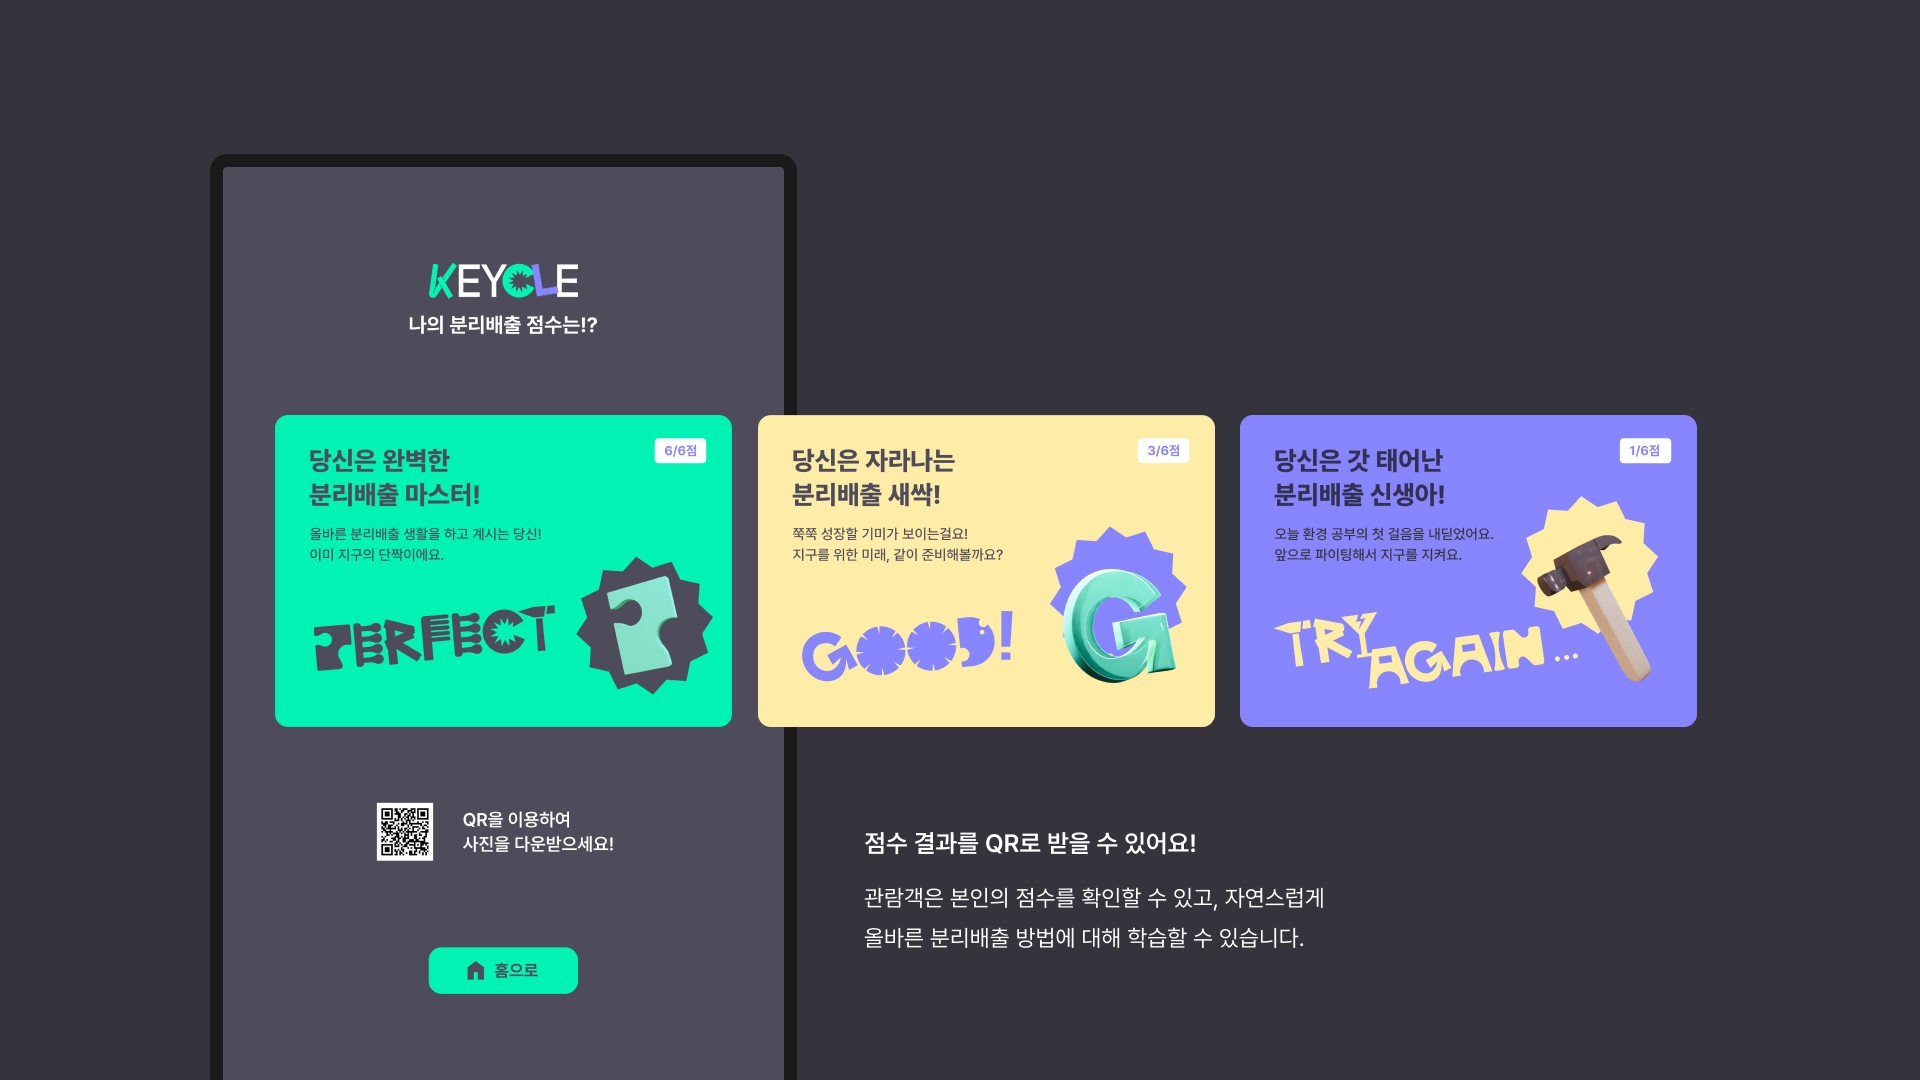 KEYCLE
나의 분리배출 점수는!?
당신은 완벽한
분리배출 마스터!
6/6점
올바른 분리배출 생활을 하고 계시는 당신!
이미 지구의 단짝이에요.
PERFECT
당신은 자라나는
분리배출 새싹!
3/6점
쭉쭉 성장할 기미가 보이는걸요!
지구를 위한 미래, 같이 준비해볼까요?
GOOD!
G
당신은 갓 태어난
분리배출 신생아!
1/6점
오늘 환경 공부의 첫 걸음을 내딛었어요.
앞으로 파이팅해서 지구를 지켜요.
TRY
AGAIN...
QR을 이용하여
사진을 다운받으세요!
홈으로
점수 결과를 QR로 받을 수 있어요!
관람객은 본인의 점수를 확인할 수 있고, 자연스럽게
올바른 분리배출 방법에 대해 학습할 수 있습니다.